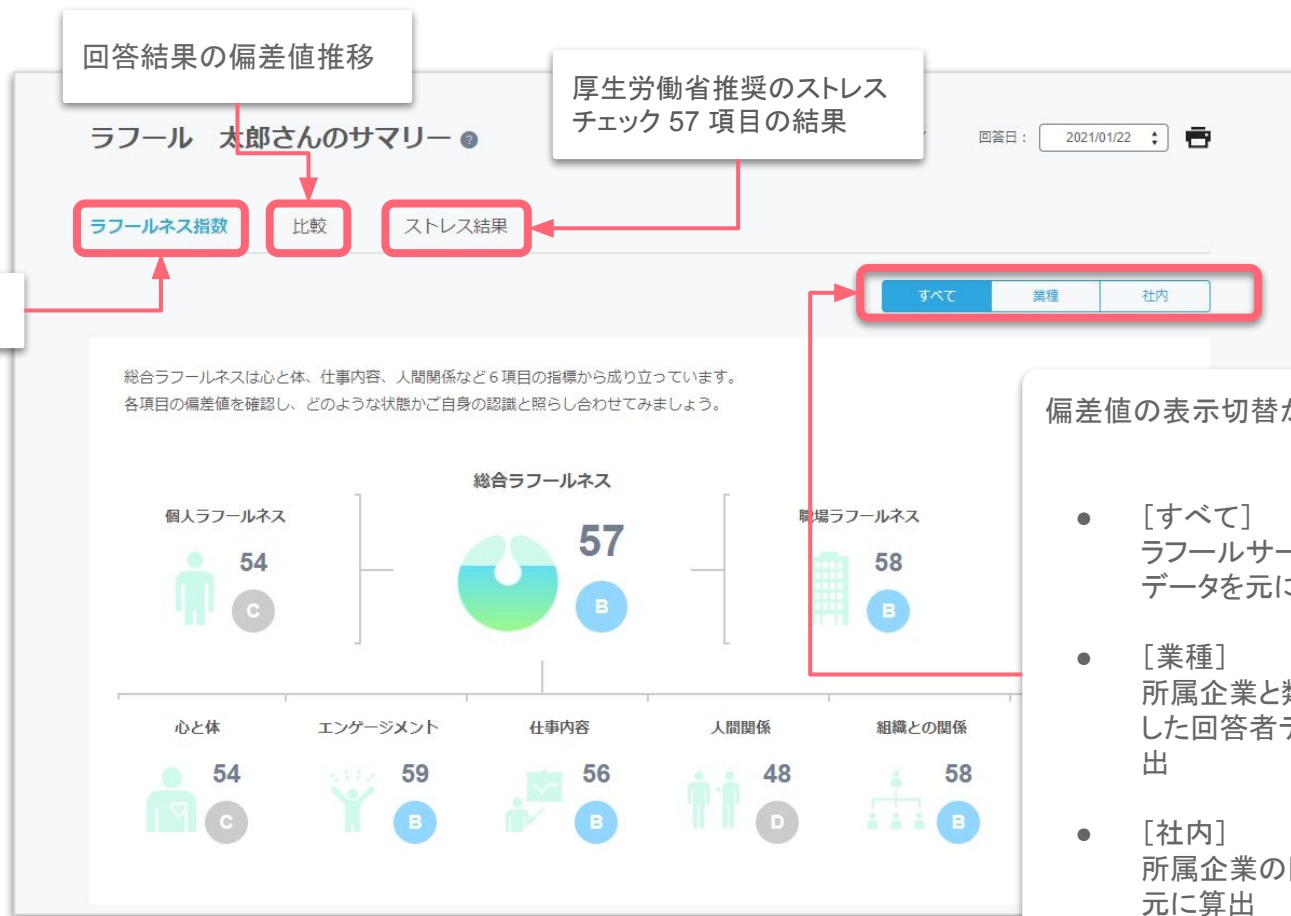 回答結果の偏差値推移
厚生労働省推奨のストレス
チェック 57 項目の結果
ラフール 太郎さんのサマリー ?
回答日： 2021/01/22
ラフールネス指数 比較 ストレス結果
すべて 業種 社内
総合ラフールネスは心と体、仕事内容、人間関係など６項目の指標から成り立っています。
各項目の偏差値を確認し、どのような状態かご自身の認識と照らし合わせてみましょう。
総合ラフールネス
57
B
個人ラフールネス
54
C
職場ラフールネス
58
B
心と体
54
C
エンゲージメント
59
B
仕事内容
56
B
人間関係
48
D
組織との関係
58
B
偏差値の表示切替
● ［すべて］
ラフールサー
データを元に
● ［業種］
所属企業と
した回答者
出
● ［社内］
所属企業の
元に算出